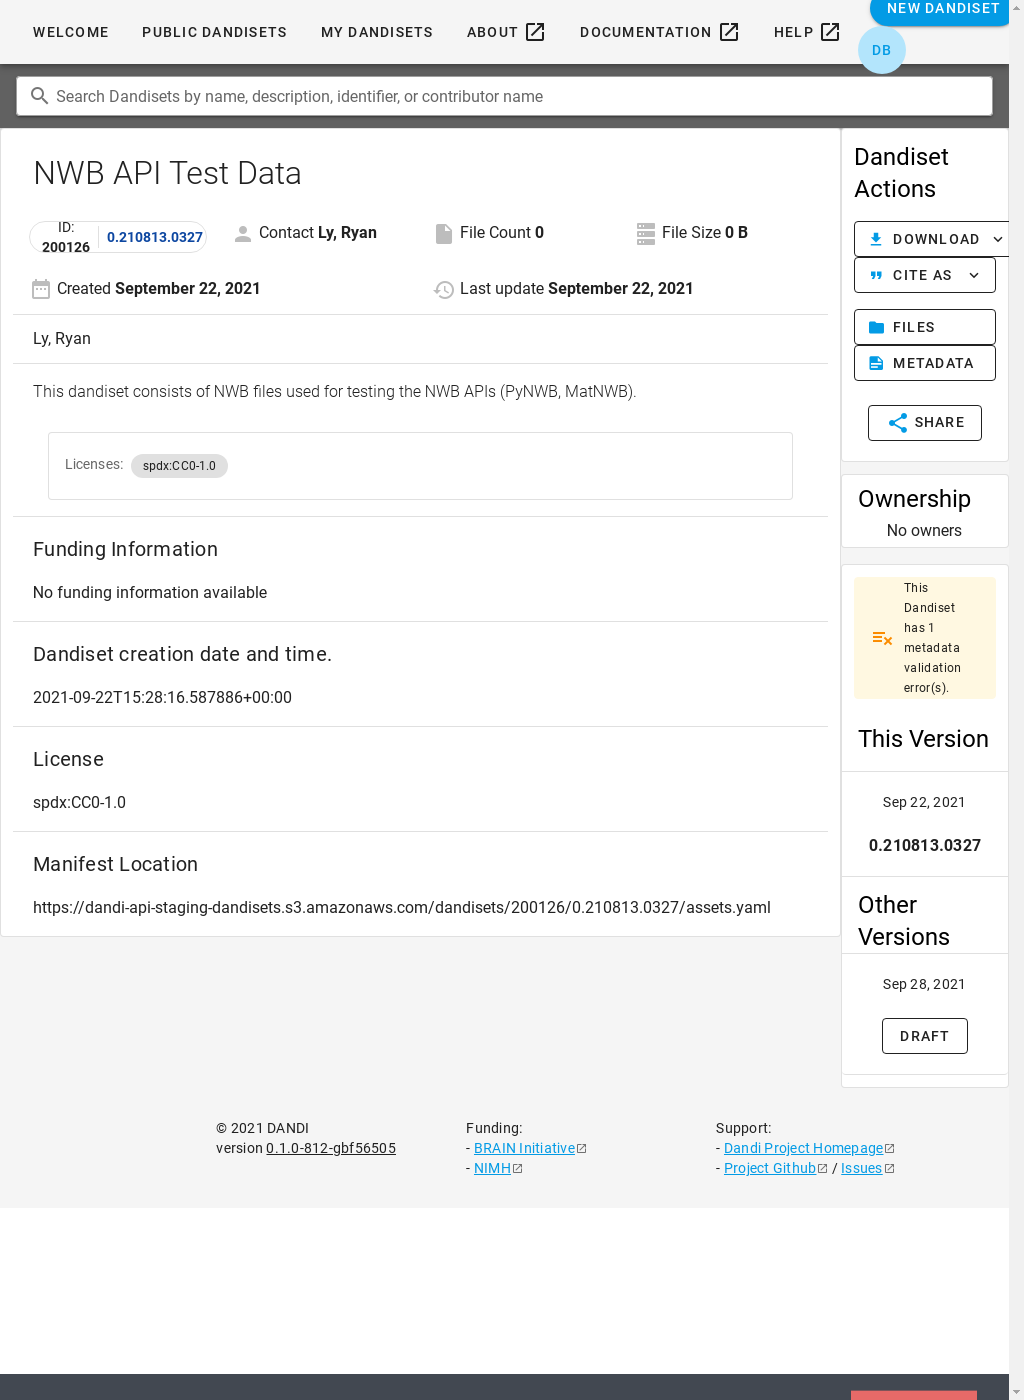 NEW DANDISET
WELCOME PUBLIC DANDISETS MY DANDISETS ABOUT DOCUMENTATION HELP
DB
Search Dandisets by name, description, identifier, or contributor name
NWB API Test Data
ID: 200126 0.210813.0327 Contact Ly, Ryan File Count 0 File Size 0 B
Created September 22, 2021 Last update September 22, 2021
Ly, Ryan
This dandiset consists of NWB files used for testing the NWB APIs (PyNWB, MatNWB).
Licenses: spdx:CC0-1.0
Funding Information
No funding information available
Dandiset creation date and time.
2021-09-22T15:28:16.587886+00:00
License
spdx:CC0-1.0
Manifest Location
https://dandi-api-staging-dandisets.s3.amazonaws.com/dandisets/200126/0.210813.0327/assets.yaml
Dandiset
Actions
DOWNLOAD
CITE AS
FILES
METADATA
SHARE
Ownership
No owners
This
Dandiset
has 1
metadata
validation
error(s).
This Version
Sep 22, 2021
0.210813.0327
Other
Versions
Sep 28, 2021
DRAFT
© 2021 DANDI
version 0.1.0-812-gbf56505
Funding:
- BRAIN Initiative
- NIMH
Support:
- Dandi Project Homepage
- Project Github / Issues